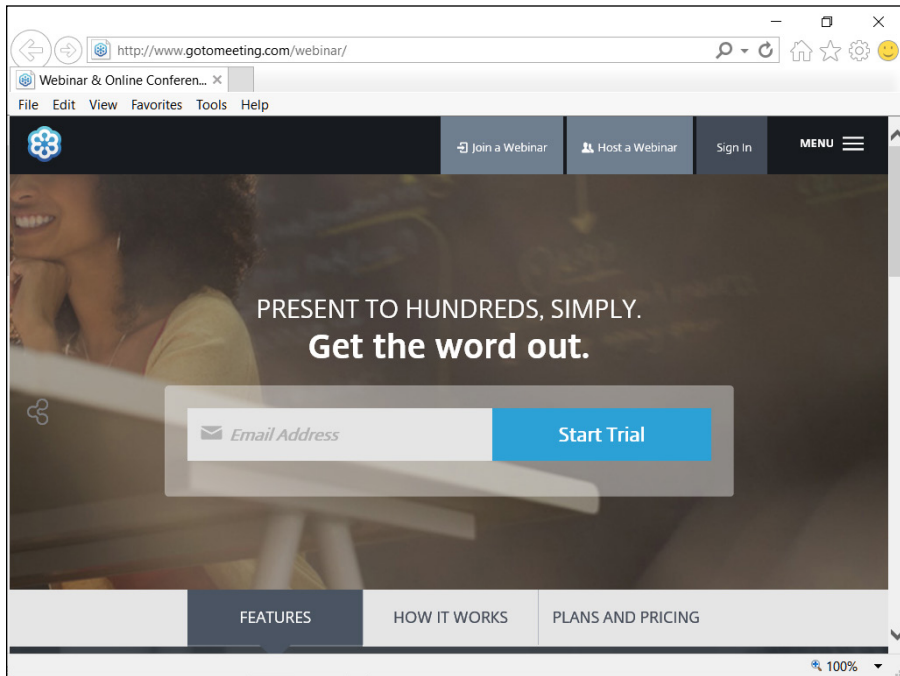 http://www.gotomeeting.com/webinar/
Webinar & Online Conferen...
File Edit View Favorites Tools Help
Join a Webinar Host a Webinar Sign In MENU
PRESENT TO HUNDREDS, SIMPLY.
Get the word out.
Email Address Start Trial
FEATURES HOW IT WORKS PLANS AND PRICING
100%